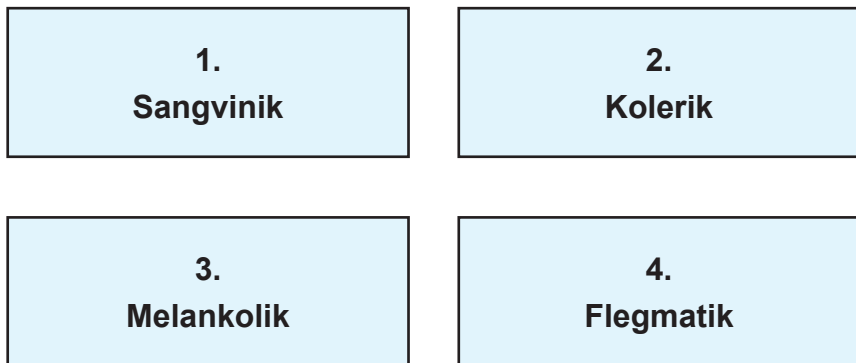 1.
Sangvinik
2.
Kolerik
3.
Melankolik
4.
Flegmatik